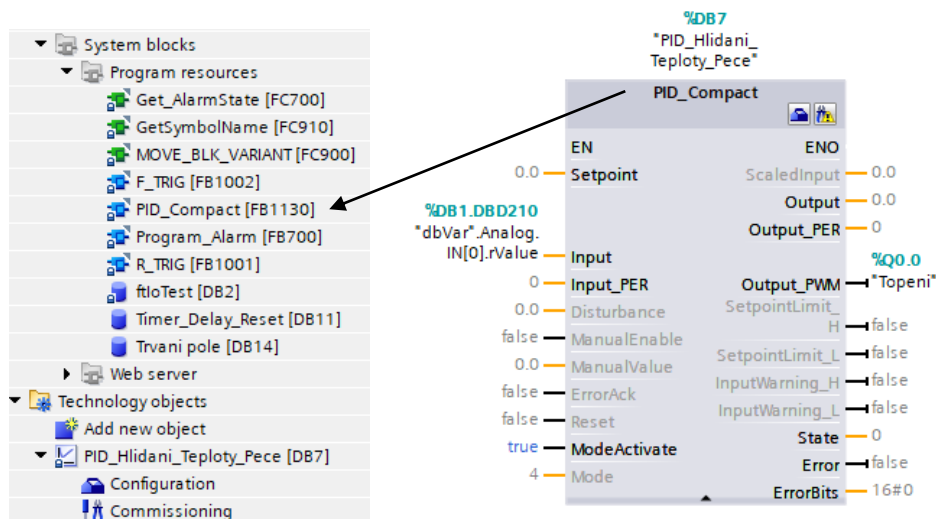 System blocks
Program resources
Get_AlarmState [FC700]
GetSymbolName [FC910]
MOVE_BLK_VARIANT [FC900]
F_TRIG [FB1002]
PID_Compact [FB1130]
Program_Alarm [FB700]
R_TRIG [FB1001]
ftIoTest [DB2]
Timer_Delay_Reset [DB11]
Trvani pole [DB14]
Web server
Technology objects
Add new object
PID_Hlidani_Teploty_Pece [DB7]
Configuration
Commissioning
%DB7
"PID_Hlidani_
Teploty_Pece"
PID_Compact
EN ENO
0.0 Setpoint ScaledInput 0.0
Output 0.0
%DB1.DBD210
"dbVar".Analog.
IN[0].rValue Input
Output_PER 0
0 Input_PER
%Q0.0
Output_PWM "Topeni"
0.0 Disturbance
SetpointLimit_
H false
false ManualEnable
SetpointLimit_L false
0.0 ManualValue
InputWarning_H false
false ErrorAck
InputWarning_L false
false Reset
State 0
true ModeActivate
Error false
4 Mode
ErrorBits 16#0